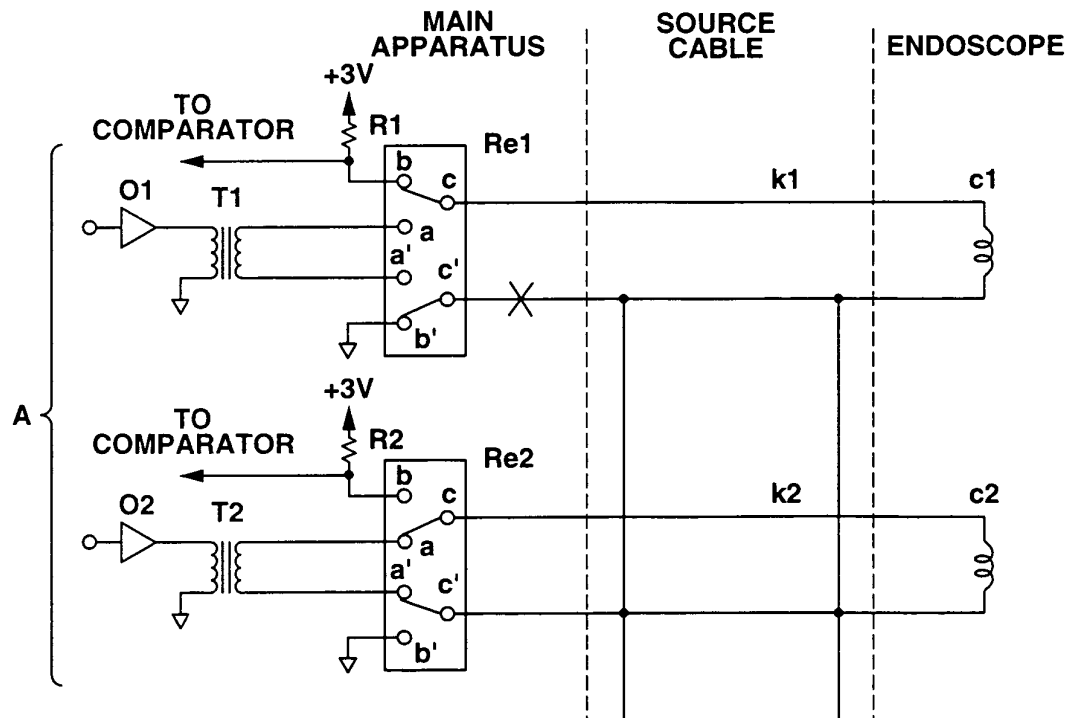 MAIN
APPARATUS
SOURCE
CABLE
ENDOSCOPE
+3V
TO
COMPARATOR
R1
Re1
b
c
k1
c1
O1
T1
a
a'
c'
b'
A
+3V
TO
COMPARATOR
R2
Re2
b
c
k2
c2
O2
T2
a
a'
c'
b'